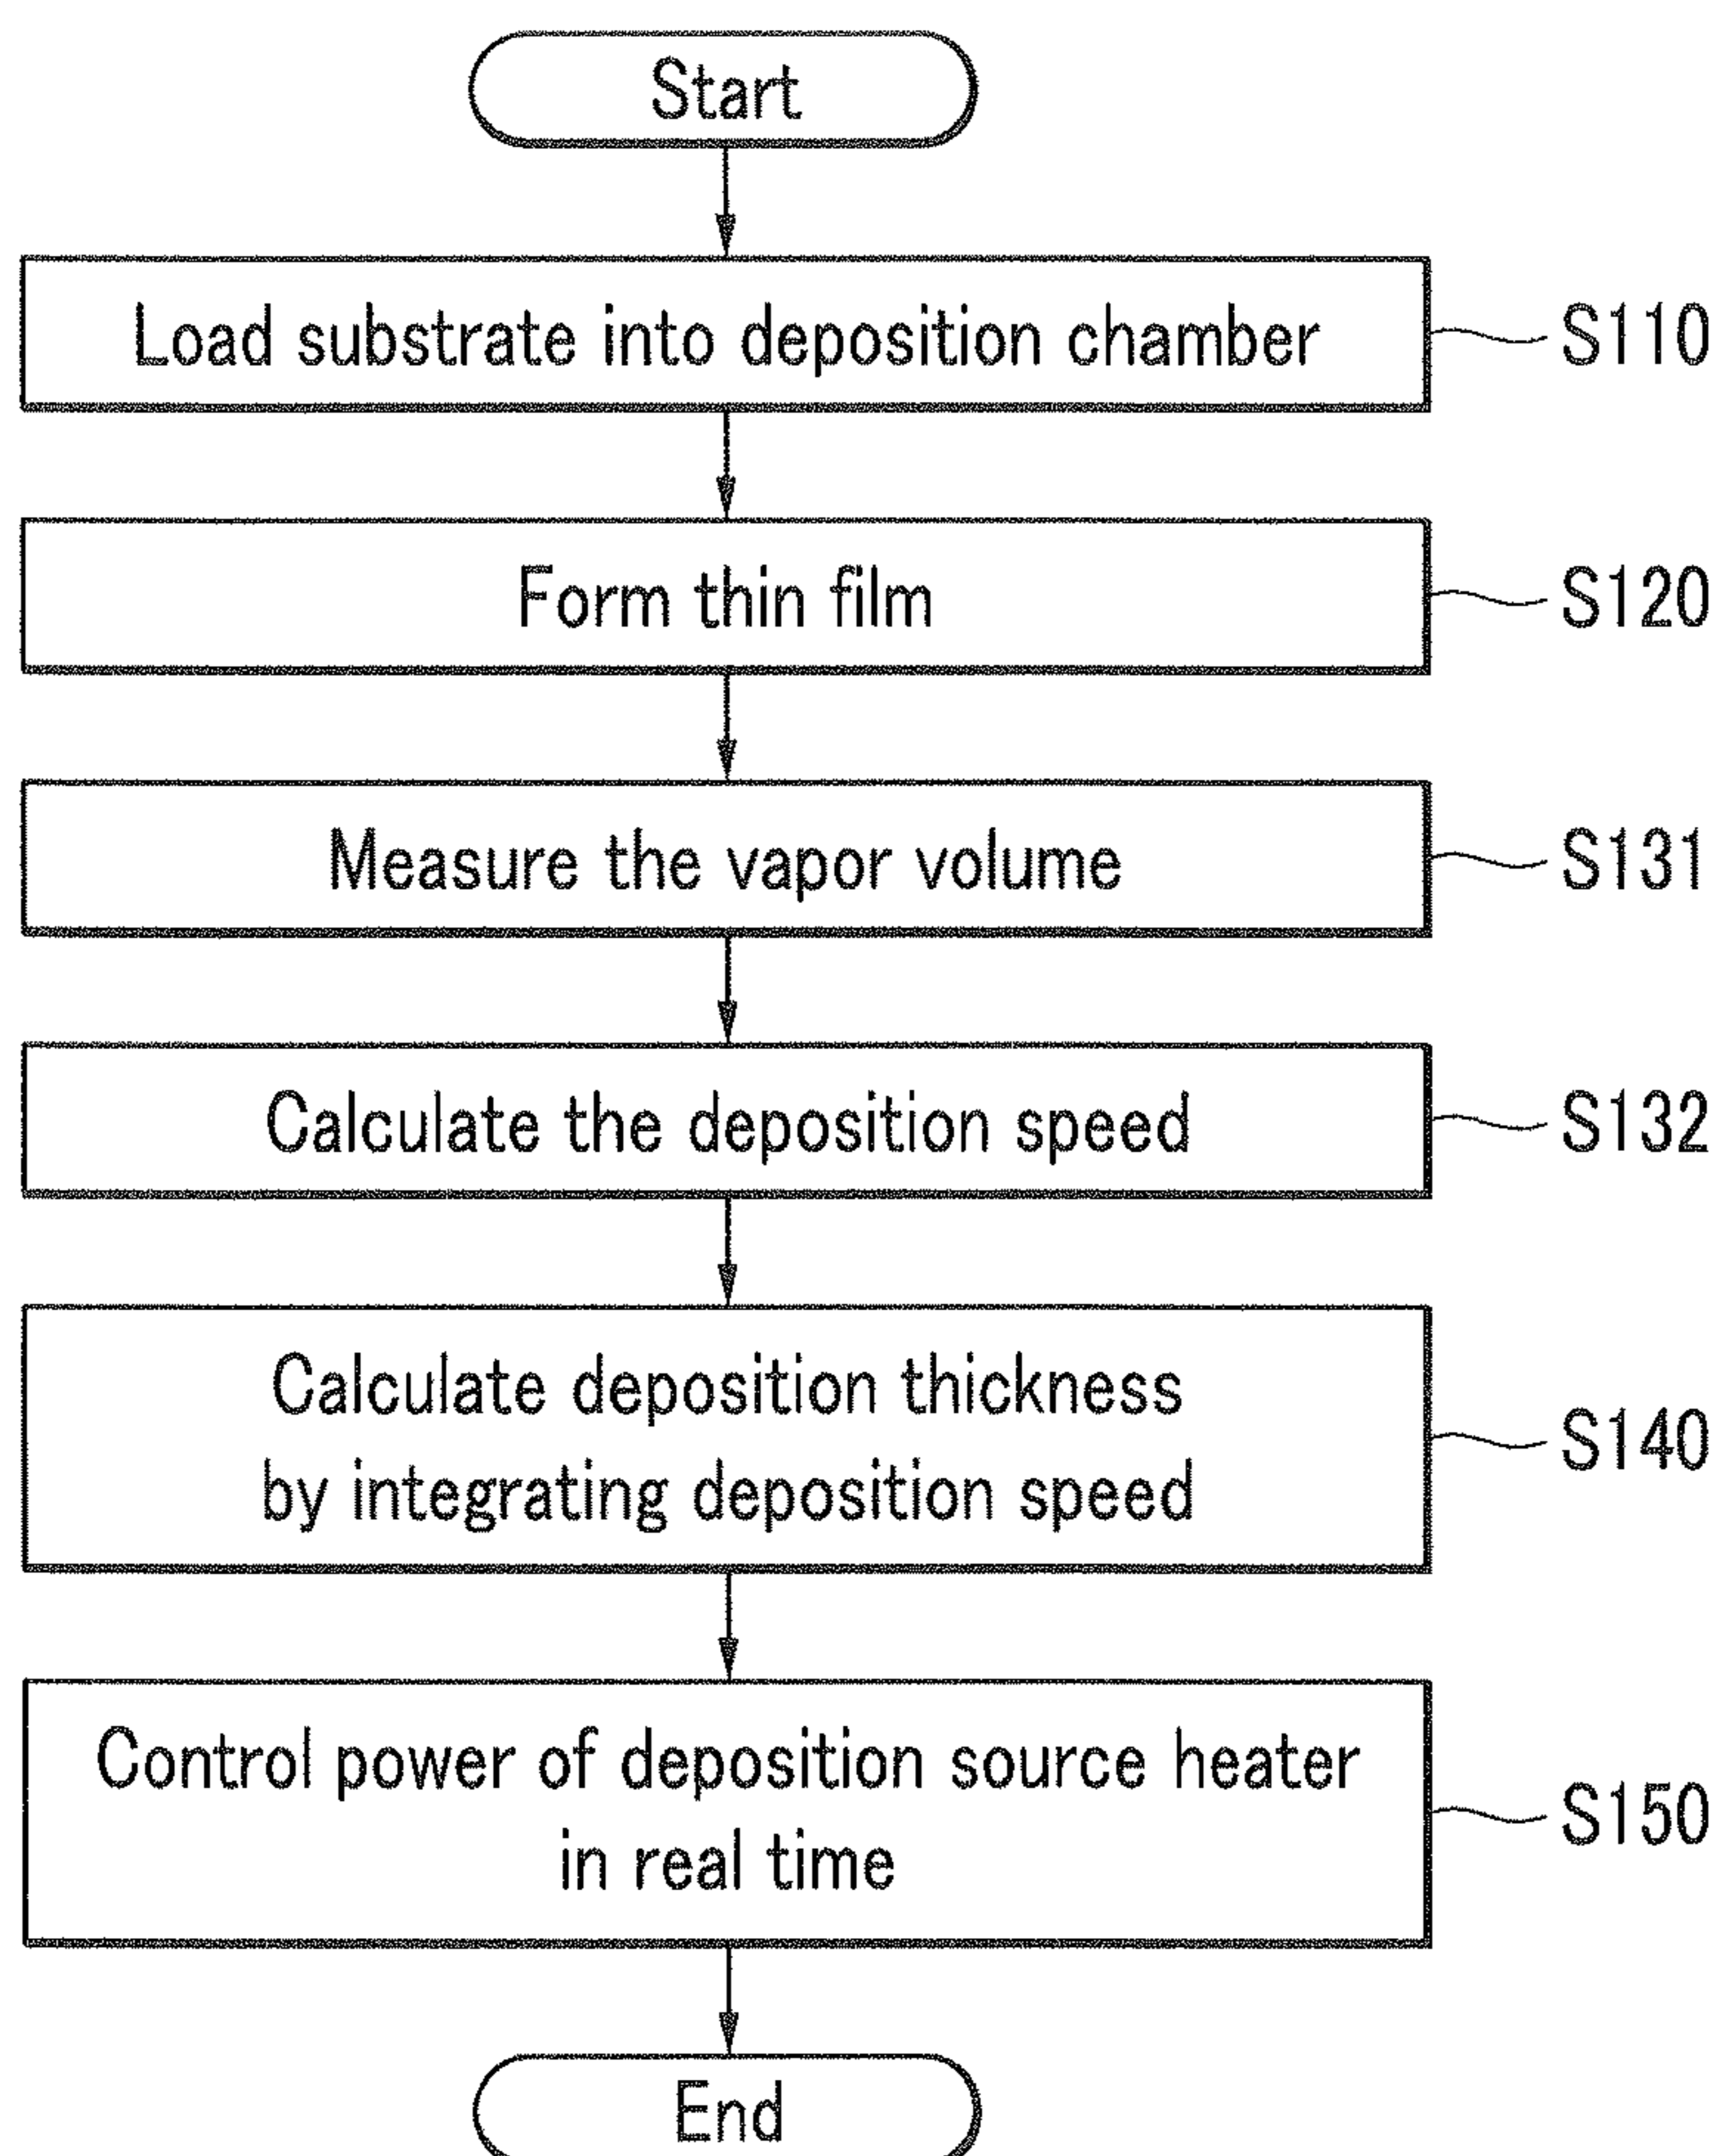 Start
Load substrate into deposition chamber
S110
Form thin film
S120
Measure the vapor volume
S131
Calculate the deposition speed
S132
Calculate deposition thickness
by integrating deposition speed
S140
Control power of deposition source heater
in real time
S150
End